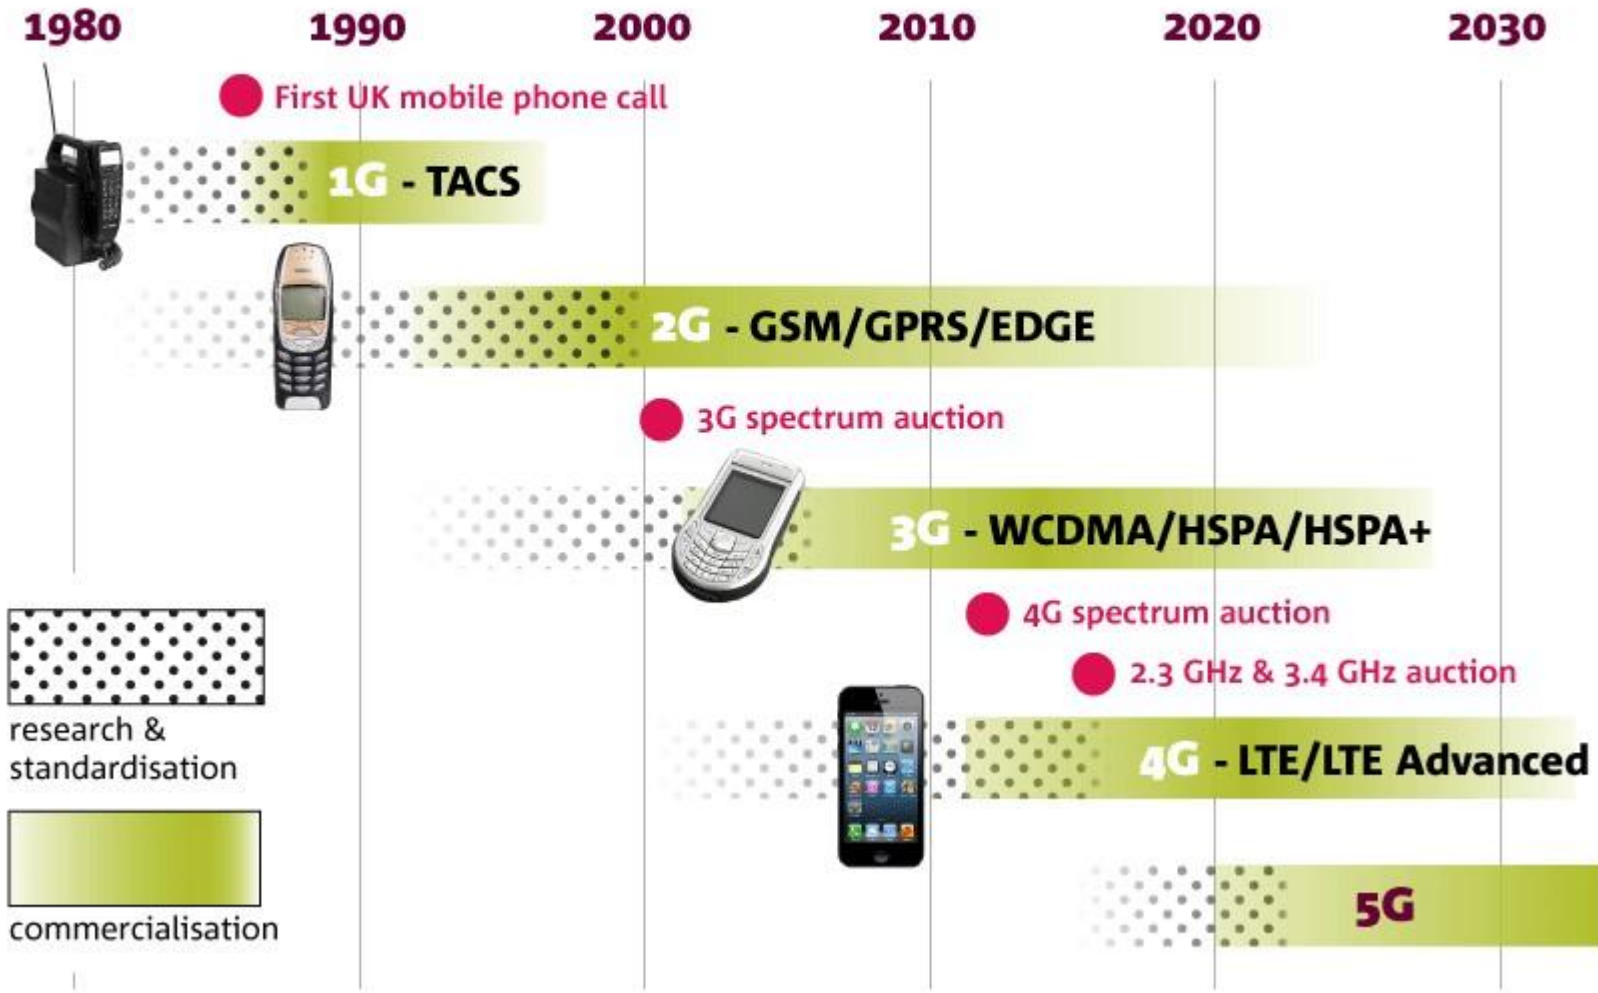 1980 1990 2000 2010 2020 2030
First UK mobile phone call
1G - TACS
2G - GSM/GPRS/EDGE
3G spectrum auction
3G - WCDMA/HSPA/HSPA+
4G spectrum auction
2.3 GHz & 3.4 GHz auction
4G - LTE/LTE Advanced
5G
research &
standardisation
commercialisation